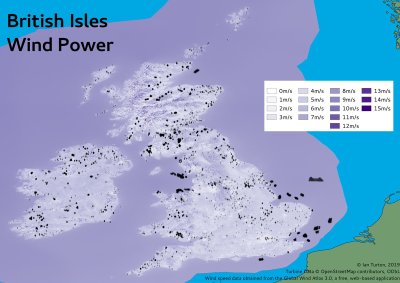 British Isles
Wind Power
0m/s 4m/s 8m/s 13m/s
1m/s 5m/s 9m/s 14m/s
2m/s 6m/s 10m/s 15m/s
3m/s 7m/s 11m/s
12m/s
© Ian Turton, 2019
Turbine Data © OpenStreetMap contributors, ODbL
Wind speed data obtained from the Global Wind Atlas 3.0, a free, web-based application